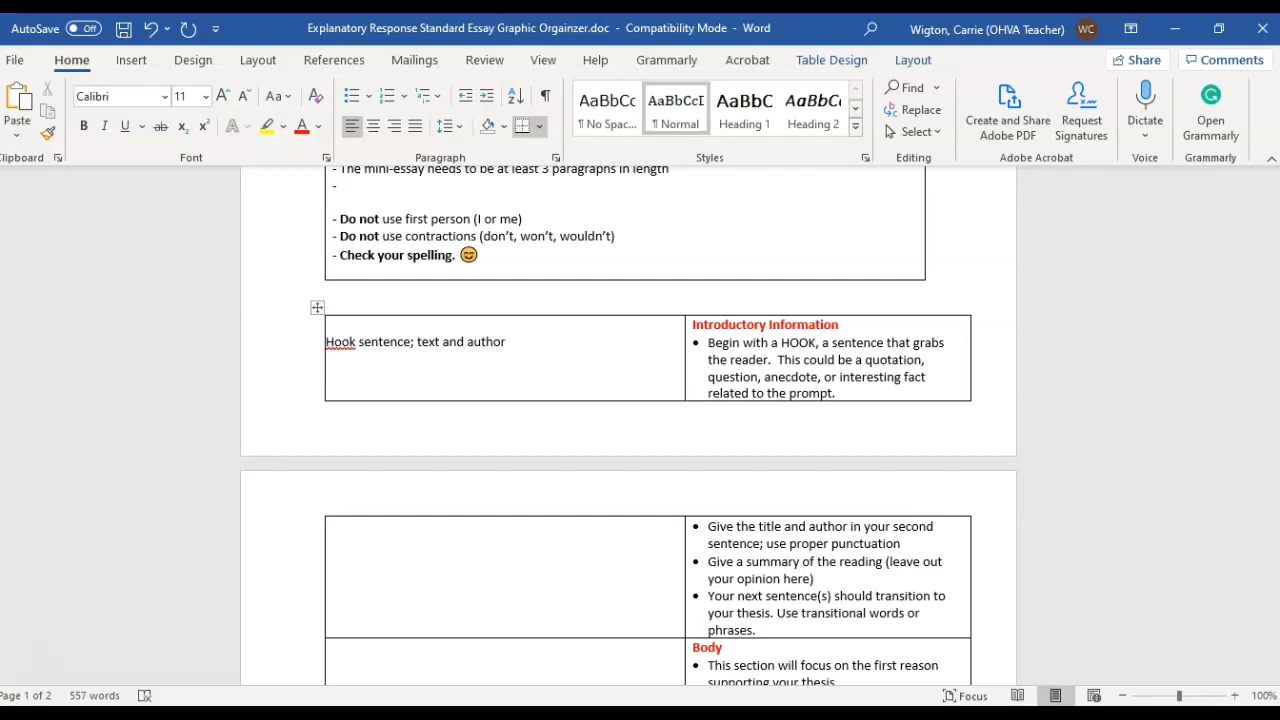 AutoSave Off Explanatory Response Standard Essay Graphic Orgainzer.doc - Compatibility Mode - Word Wigton, Carrie (OHVA Teacher) WC
File Home Insert Design Layout References Mailings Review View Help Grammarly Acrobat Table Design Layout Share Comments
Paste
Calibri 11 Aa
B I U ab x₂ x² A A
AaBbCc AaBbCcI AaBbC AaBbCc
¶ No Spac... ¶ Normal Heading 1 Heading 2
Find
Replace
Select
Create and Share Adobe PDF
Request Signatures
Dictate
Open Grammarly
Clipboard Font Paragraph Styles Editing Adobe Acrobat Voice Grammarly
- The mini-essay needs to be at least 3 paragraphs in length
-
- Do not use first person (I or me)
- Do not use contractions (don't, won't, wouldn't)
- Check your spelling. 😊
Hook sentence; text and author
Introductory Information
• Begin with a HOOK, a sentence that grabs
the reader. This could be a quotation,
question, anecdote, or interesting fact
related to the prompt.
• Give the title and author in your second
sentence; use proper punctuation
• Give a summary of the reading (leave out
your opinion here)
• Your next sentence(s) should transition to
your thesis. Use transitional words or
phrases.
Body
• This section will focus on the first reason
supporting your thesis.
Page 1 of 2 557 words Focus 100%